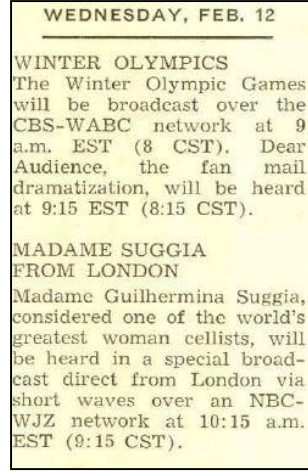 WEDNESDAY, FEB. 12
WINTER OLYMPICS
The Winter Olympic Games
will be broadcast over the
CBS-WABC network at 9
a.m. EST (8 CST). Dear
Audience, the fan mail
dramatization, will be heard
at 9:15 EST (8:15 CST).
MADAME SUGGIA
FROM LONDON
Madame Guilhermina Suggia,
considered one of the world's
greatest woman cellists, will
be heard in a special broad-
cast direct from London via
short waves over an NBC-
WJZ network at 10:15 a.m.
EST (9:15 CST).